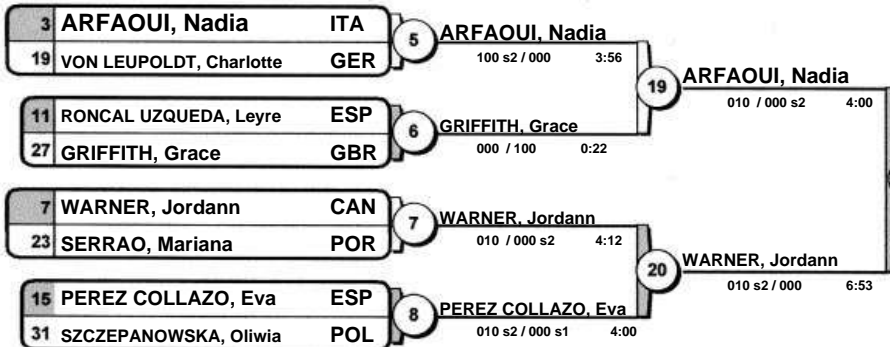 3 ARFAOUI, Nadia ITA
19 VON LEUPOLDT, Charlotte GER
5
ARFAOUI, Nadia
100 s2 / 000 3:56
11 RONCAL UZQUEDA, Leyre ESP
27 GRIFFITH, Grace GBR
6
GRIFFITH, Grace
000 / 100 0:22
19
ARFAOUI, Nadia
010 / 000 s2 4:00
7 WARNER, Jordann CAN
23 SERRAO, Mariana POR
7
WARNER, Jordann
010 / 000 s2 4:12
15 PEREZ COLLAZO, Eva ESP
31 SZCZEPANOWSKA, Oliwia POL
8
PEREZ COLLAZO, Eva
010 s2 / 000 s1 4:00
20
WARNER, Jordann
010 s2 / 000 6:53